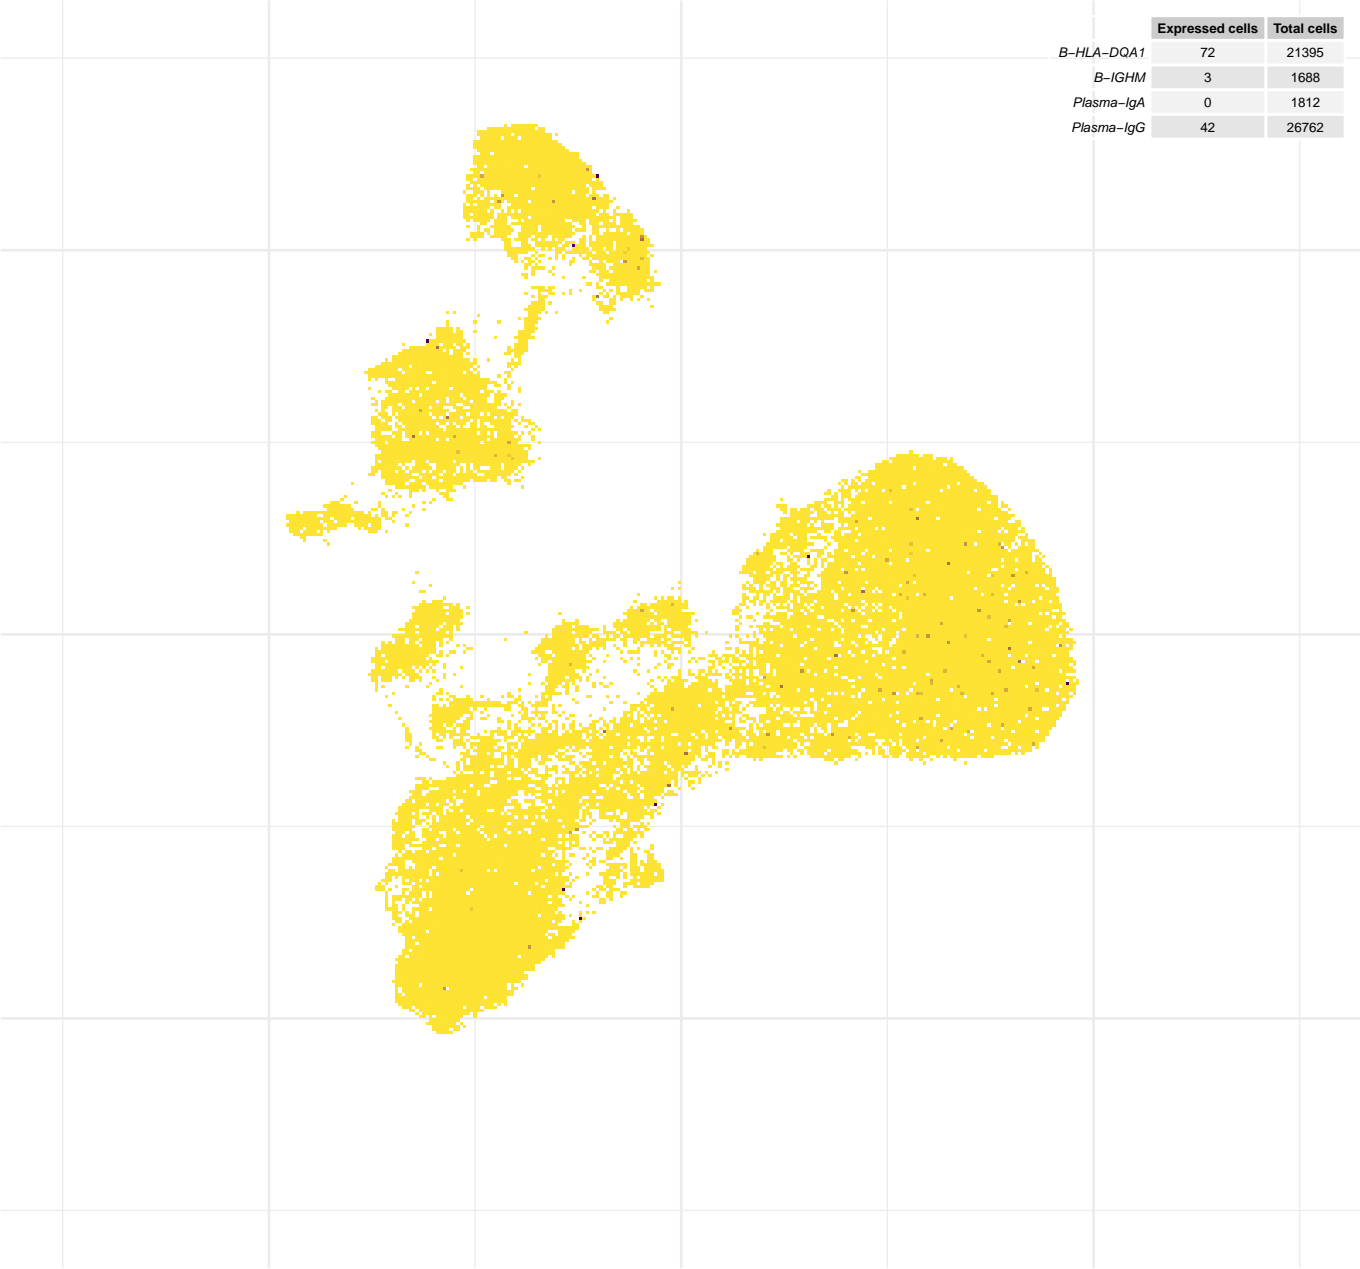 Expressed cells Total cells
B−HLA−DQA1 72 21395
B−IGHM 3 1688
Plasma−IgA 0 1812
Plasma−IgG 42 26762